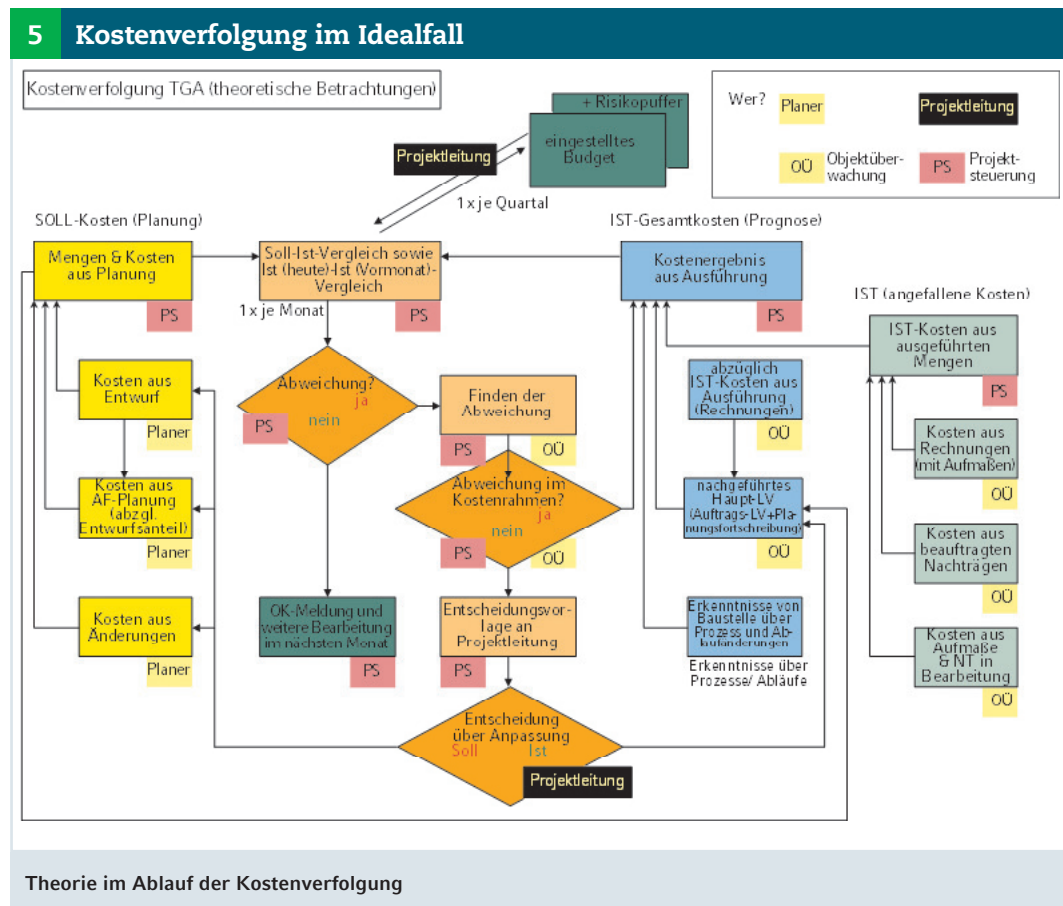 5 Kostenverfolgung im Idealfall
Kostenverfolgung TGA (theoretische Betrachtungen)
+ Risikopuffer
eingestelltes
Budget
Projektleitung
1 x je Quartal
Wer?
Planer
Projektleitung
OÜ
Objektüber-
wachung
PS
Projekt-
steuerung
SOLL-Kosten (Planung)
Mengen & Kosten
aus Planung
PS
Soll-Ist-Vergleich sowie
Ist (heute)-Ist (Vormonat)-
Vergleich
PS
1 x je Monat
IST-Gesamtkosten (Prognose)
Kostenergebnis
aus Ausführung
PS
IST (angefallene Kosten)
IST-Kosten aus
ausgeführten
Mengen
PS
Kosten aus
Entwurf
Planer
Kosten aus
AF-Planung
(abzgl.
Entwurfsanteil)
Planer
Kosten aus
Änderungen
Planer
Abweichung?
ja
nein
PS
Finden der
Abweichung
PS
OÜ
Abweichung im
Kostenrahmen?
ja
nein
PS
OÜ
OK-Meldung und
weitere Bearbeitung
im nächsten Monat
PS
Entscheidungsvor-
lage an
Projektleitung
PS
Entscheidung
über Anpassung
Soll Ist
Projektleitung
abzüglich
IST-Kosten aus
Ausführung
(Rechnungen)
OÜ
nachgeführtes
Haupt-LV
(Auftrags-LV+Pla-
nungsfortschreibung)
OÜ
Erkenntnisse von
Baustelle über
Prozess und Ab-
laufänderungen
Erkenntnisse über
Prozesse/ Abläufe
Kosten aus
Rechnungen
(mit Aufmaßen)
OÜ
Kosten aus
beauftragten
Nachträgen
OÜ
Kosten aus
Aufmaße
& NT in
Bearbeitung
OÜ
Theorie im Ablauf der Kostenverfolgung